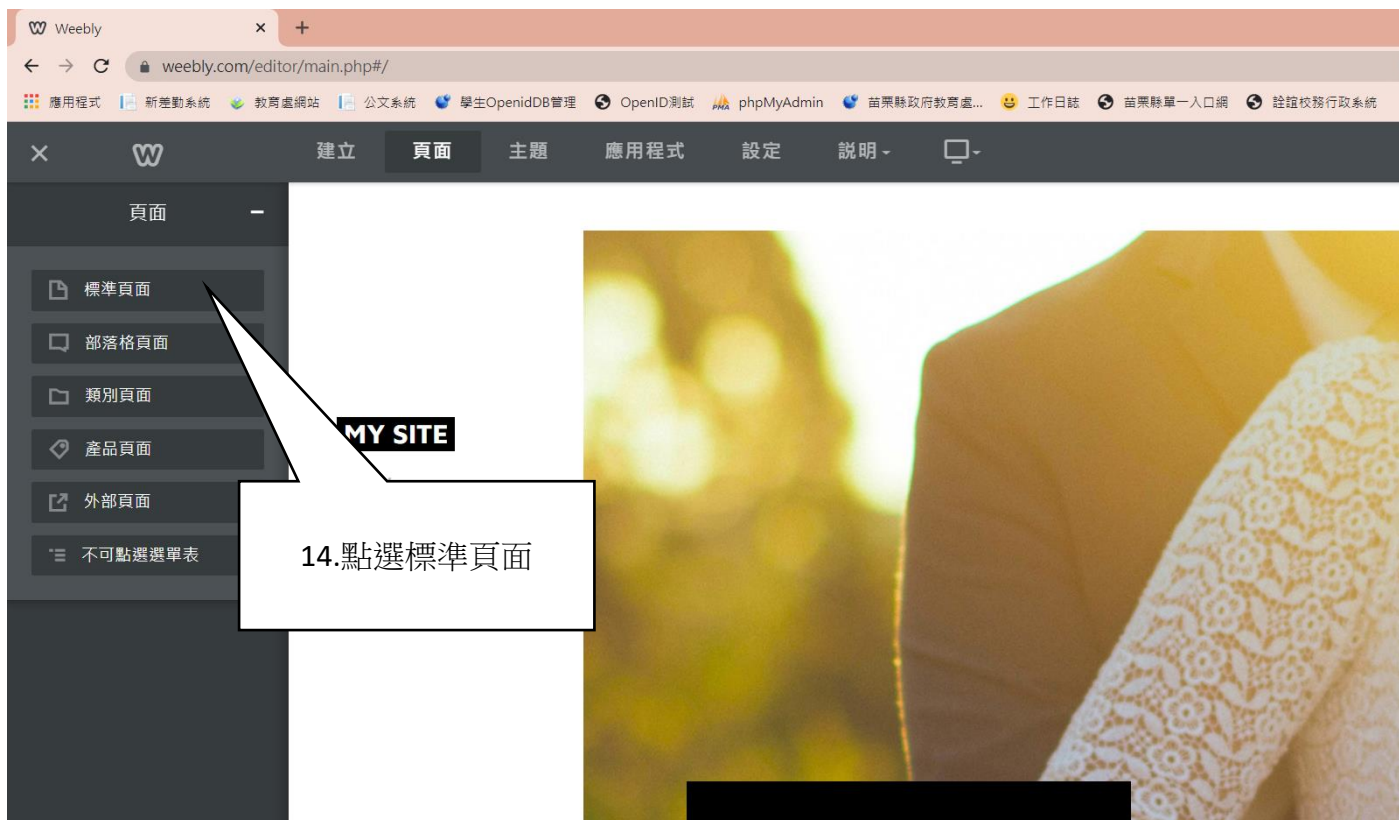 Weebly
weebly.com/editor/main.php#/
應用程式 新差勤系統 教育處網站 公文系統 學生OpenidDB管理 OpenID測試 phpMyAdmin 苗栗縣政府教育處... 工作日誌 苗栗縣單一入口網 詮誼校務行政系統
建立 頁面 主題 應用程式 設定 説明
頁面
標準頁面
部落格頁面
類別頁面
MY SITE
產品頁面
外部頁面
14.點選標準頁面
不可點選選單表